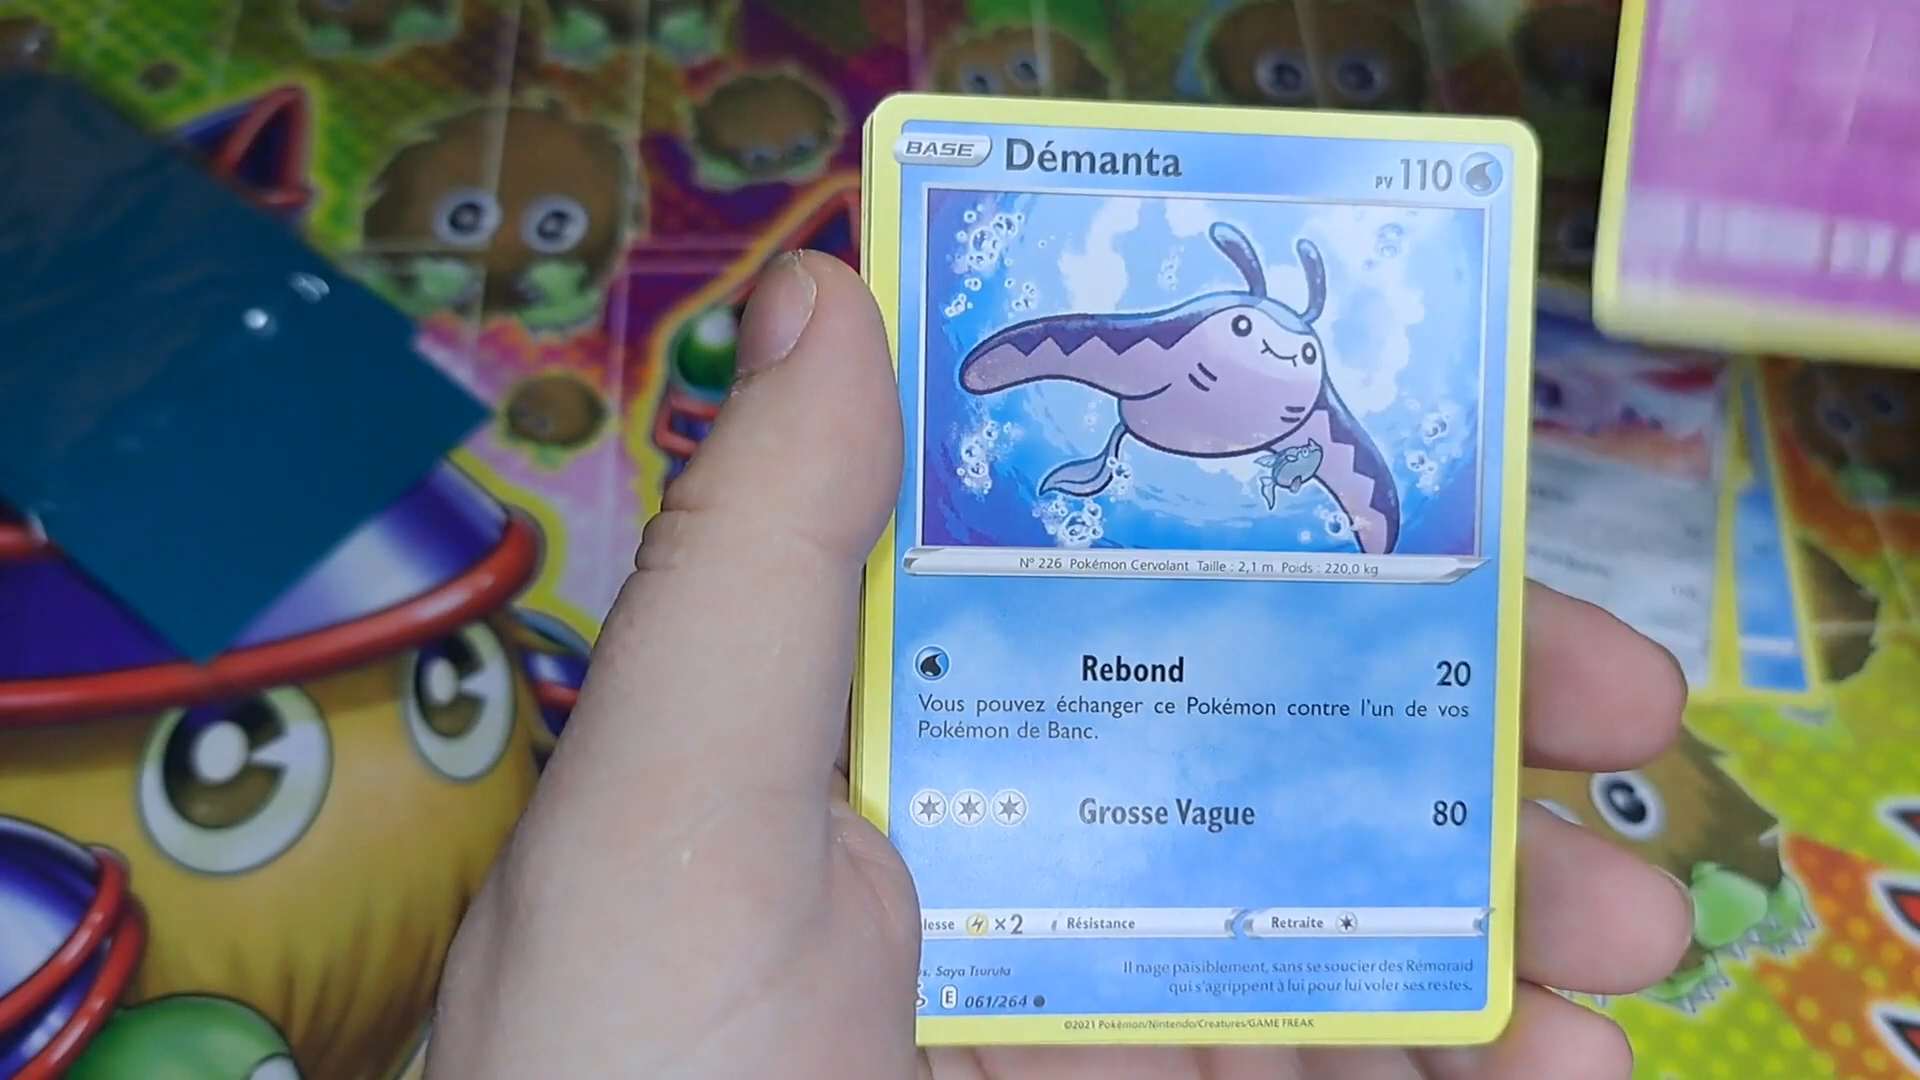 BASE Démanta PV 110
N° 226 Pokémon Cervolant Taille : 2,1 m Poids : 220,0 kg
Rebond 20
Vous pouvez échanger ce Pokémon contre l'un de vos
Pokémon de Banc.
Grosse Vague 80
lesse ×2 Résistance Retraite
s. Saya Tsuruta
Il nage paisiblement, sans se soucier des Rémoraid
qui s'agrippent à lui pour lui voler ses restes.
E 061/264
©2021 Pokémon/Nintendo/Creatures/GAME FREAK